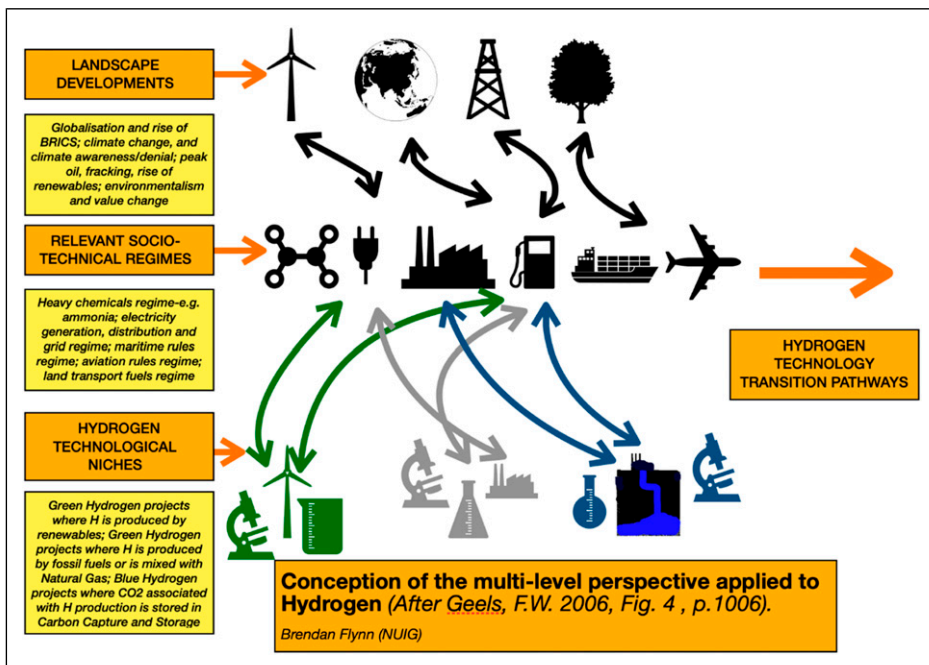 LANDSCAPE
DEVELOPMENTS
Globalisation and rise of
BRICS; climate change, and
climate awareness/denial; peak
oil, fracking, rise of
renewables; environmentalism
and value change
RELEVANT SOCIO-
TECHNICAL REGIMES
Heavy chemicals regime-e.g.
ammonia; electricity
generation, distribution and
grid regime; maritime rules
regime; aviation rules regime;
land transport fuels regime
HYDROGEN
TECHNOLOGY
TRANSITION PATHWAYS
HYDROGEN
TECHNOLOGICAL
NICHES
Green Hydrogen projects
where H is produced by
renewables; Green Hydrogen
projects where H is produced
by fossil fuels or is mixed with
Natural Gas; Blue Hydrogen
projects where CO2 associated
with H production is stored in
Carbon Capture and Storage
Conception of the multi-level perspective applied to
Hydrogen (After Geels, F.W. 2006, Fig. 4 , p.1006).
Brendan Flynn (NUIG)